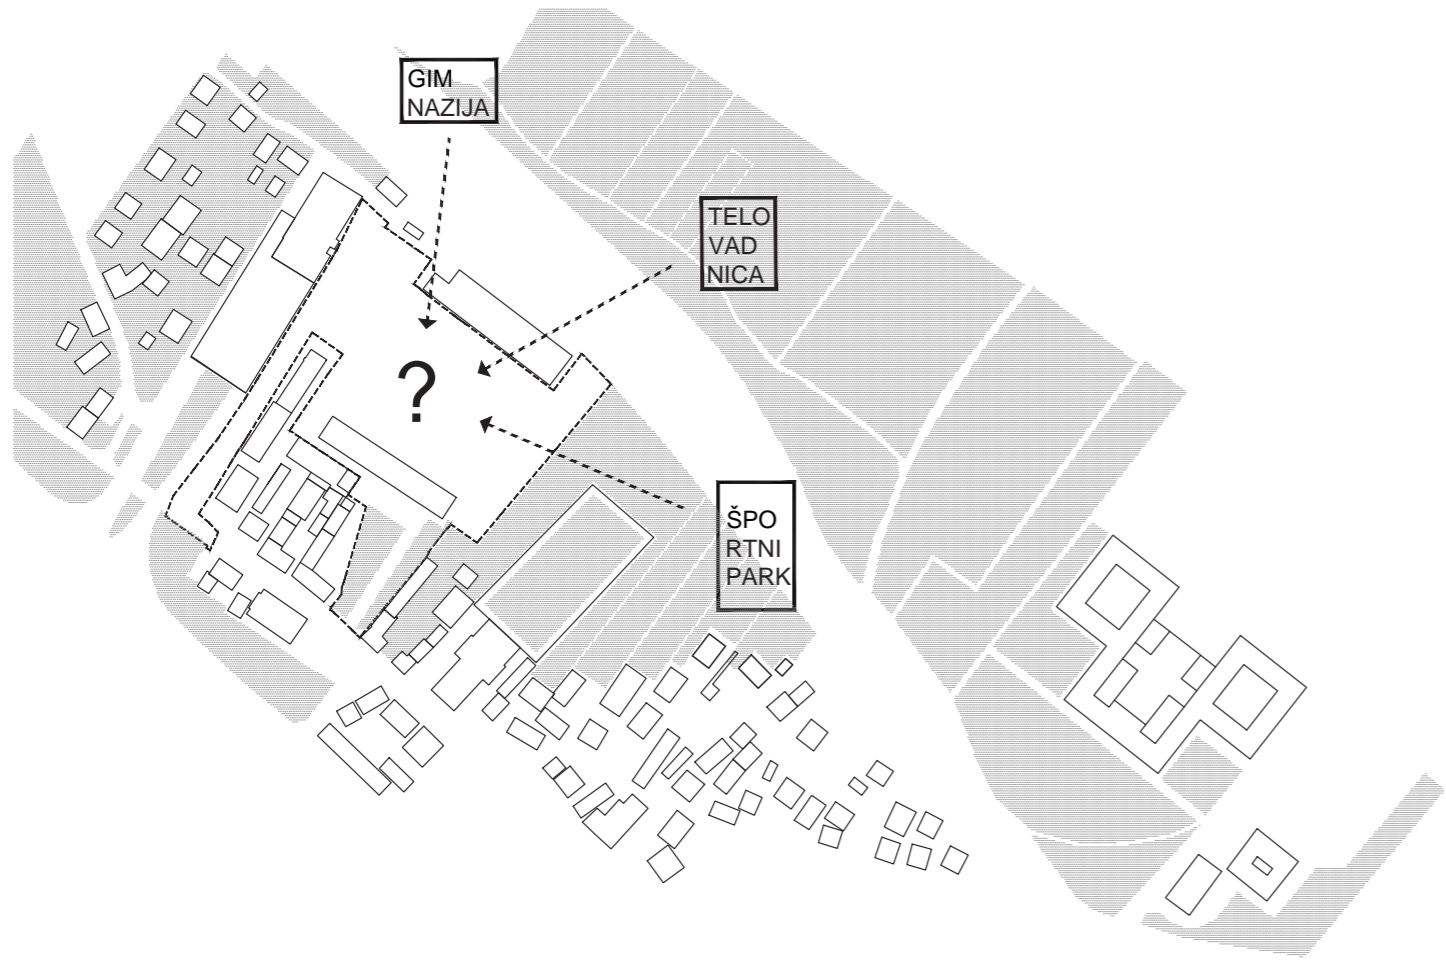 GIM
NAZIJA
TELO
VAD
NICA
?
ŠPO
RTNI
PARK